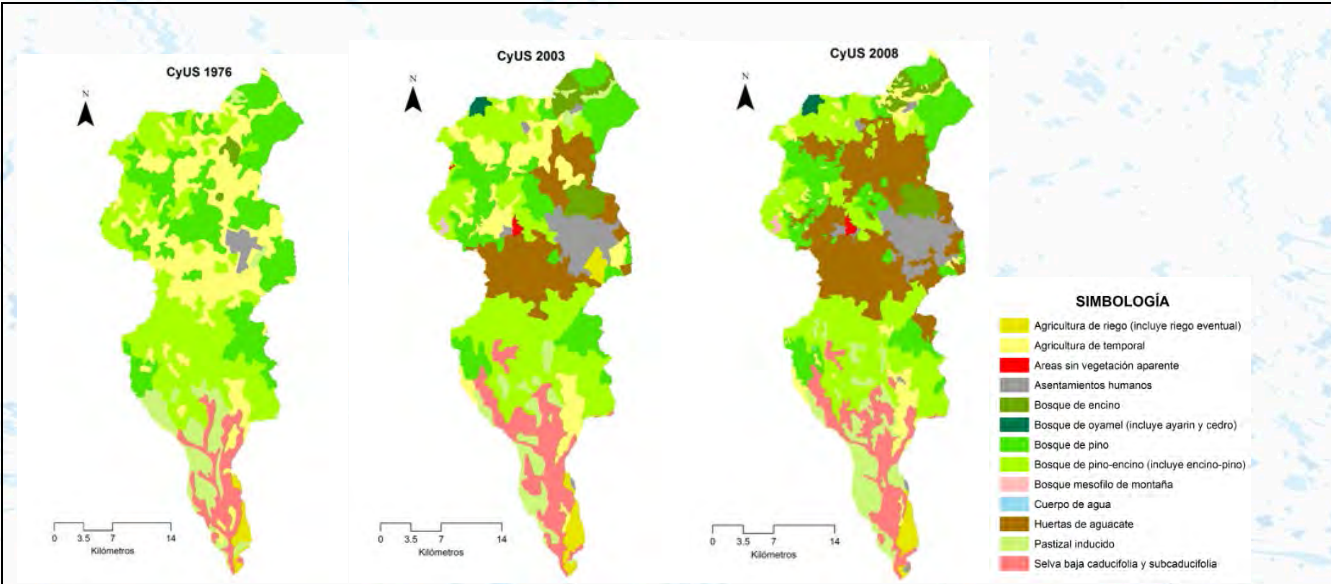 CyUS 1976
N
0 3.5 7 14
Kilómetros
CyUS 2003
N
0 3.5 7 14
Kilómetros
CyUS 2008
N
0 3.5 7 14
Kilómetros
SIMBOLOGÍA
Agricultura de riego (incluye riego eventual)
Agricultura de temporal
Areas sin vegetación aparente
Asentamientos humanos
Bosque de encino
Bosque de oyamel (incluye ayarin y cedro)
Bosque de pino
Bosque de pino-encino (incluye encino-pino)
Bosque mesofilo de montaña
Cuerpo de agua
Huertas de aguacate
Pastizal inducido
Selva baja caducifolia y subcaducifolia